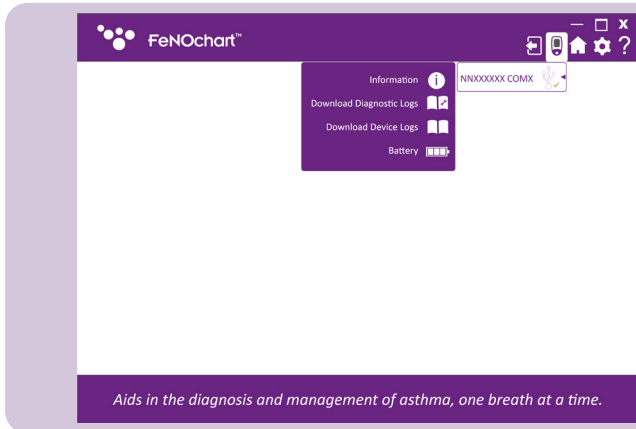 FeNOchart™
Information
NNXXXXXX COMX
Download Diagnostic Logs
Download Device Logs
Battery
Aids in the diagnosis and management of asthma, one breath at a time.